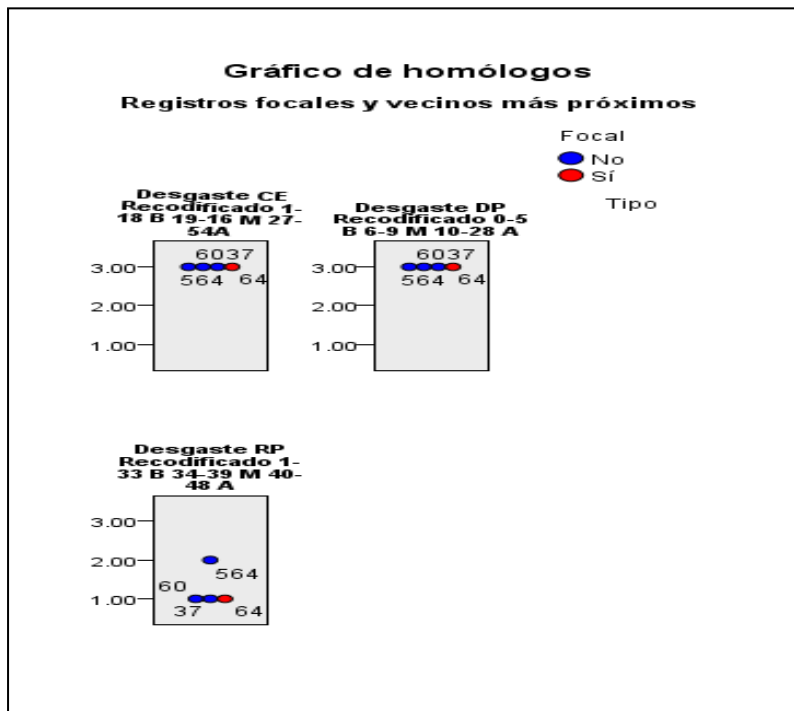 Gráfico de homólogos
Registros focales y vecinos más próximos
Focal
No
Sí
Tipo
Desgaste CE
Recodificado 1-
18 B 19-16 M 27-
54A
3.00
2.00
1.00
6037
564 64
Desgaste DP
Recodificado 0-5
B 6-9 M 10-28 A
3.00
2.00
1.00
6037
564 64
Desgaste RP
Recodificado 1-
33 B 34-39 M 40-
48 A
3.00
2.00
1.00
564
60
37 64